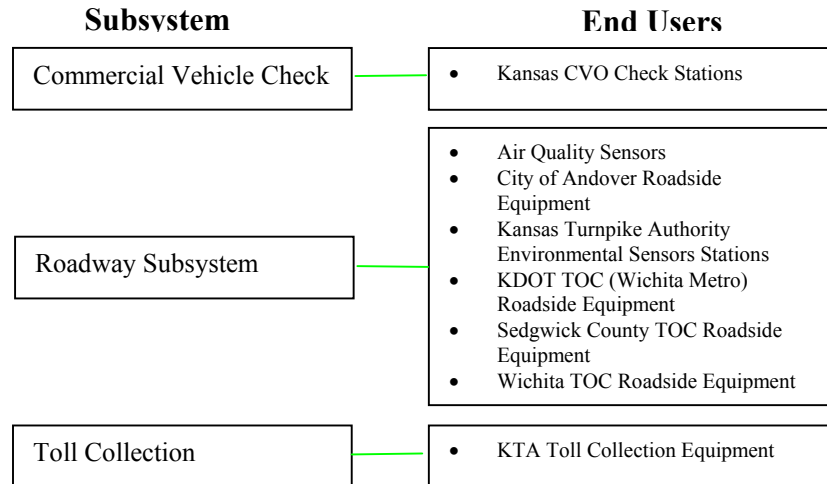 Subsystem
End Users
Commercial Vehicle Check
• Kansas CVO Check Stations
Roadway Subsystem
• Air Quality Sensors
• City of Andover Roadside
Equipment
• Kansas Turnpike Authority
Environmental Sensors Stations
• KDOT TOC (Wichita Metro)
Roadside Equipment
• Sedgwick County TOC Roadside
Equipment
• Wichita TOC Roadside Equipment
Toll Collection
• KTA Toll Collection Equipment